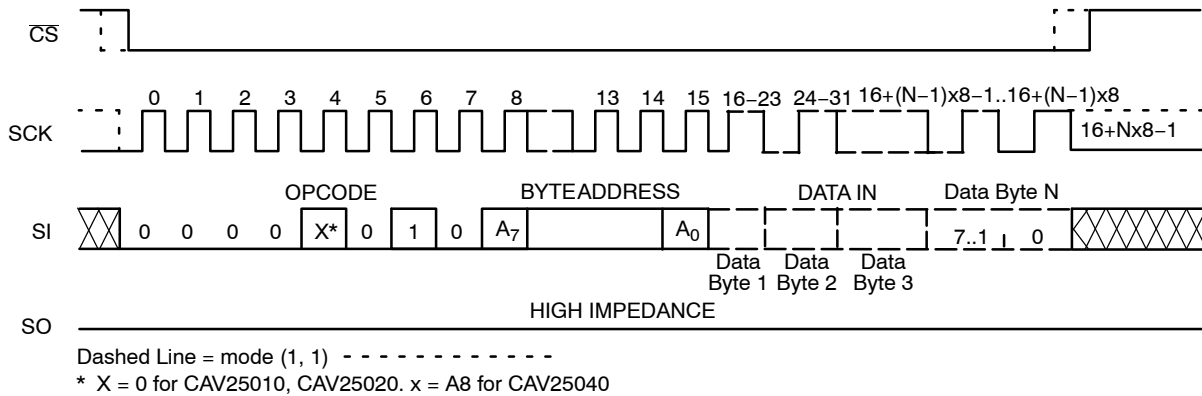 CS
SCK
0 1 2 3 4 5 6 7 8 13 14 15 16−23 24−31 16+(N−1)x8−1..16+(N−1)x8
16+Nx8−1
OPCODE BYTEADDRESS DATA IN Data Byte N
SI
0 0 0 0 X* 0 1 0 A7 A0 7..1 0
Data Byte 1
Data Byte 2
Data Byte 3
HIGH IMPEDANCE
SO
Dashed Line = mode (1, 1)
* X = 0 for CAV25010, CAV25020. x = A8 for CAV25040